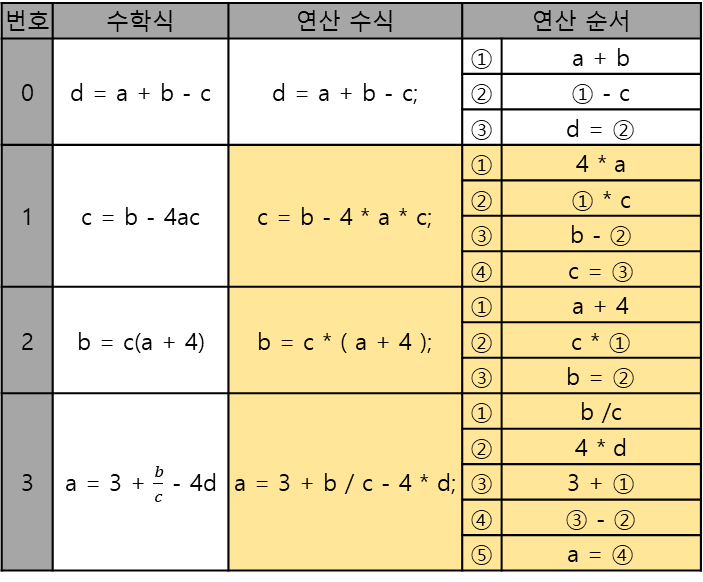 번호 수학식 연산 수식 연산 순서
0 d = a + b - c d = a + b - c;
① a + b
② ① - c
③ d = ②
1 c = b - 4ac c = b - 4 * a * c;
① 4 * a
② ① * c
③ b - ②
④ c = ③
2 b = c(a + 4) b = c * ( a + 4 );
① a + 4
② c * ①
③ b = ②
3 a = 3 + b/c - 4d a = 3 + b / c - 4 * d;
① b /c
② 4 * d
③ 3 + ①
④ ③ - ②
⑤ a = ④